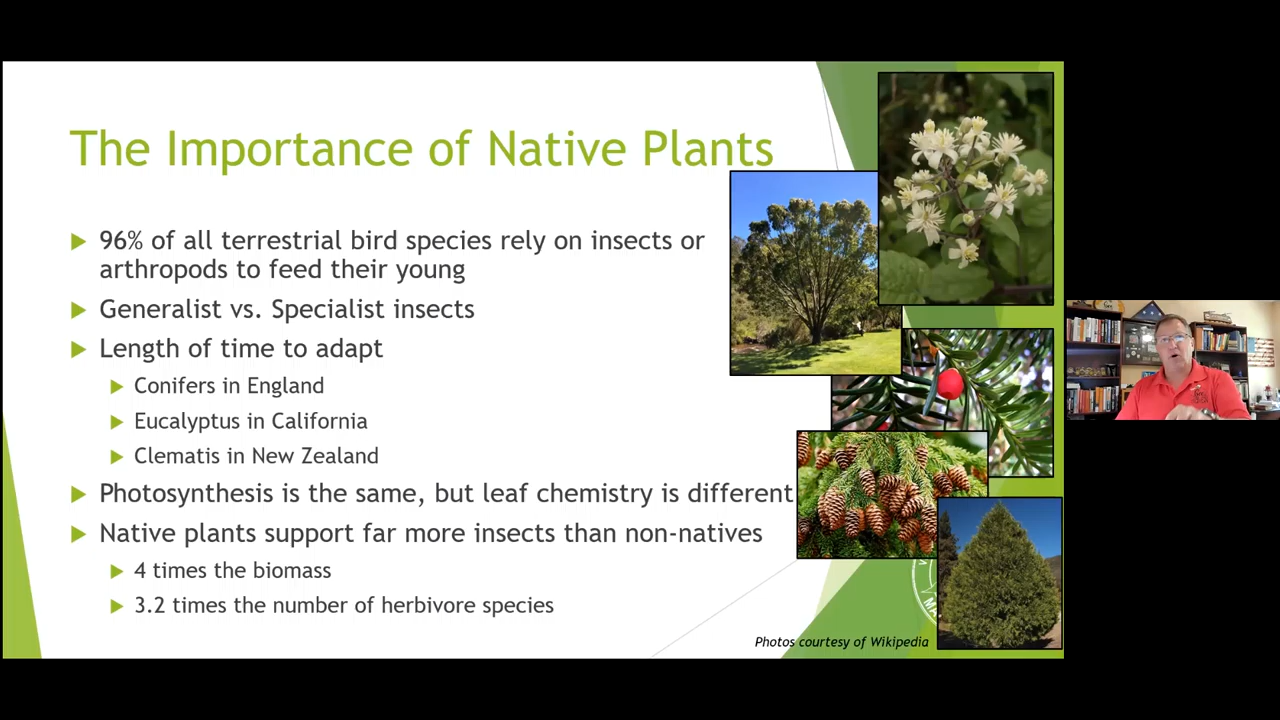 The Importance of Native Plants
96% of all terrestrial bird species rely on insects or
arthropods to feed their young
Generalist vs. Specialist insects
Length of time to adapt
Conifers in England
Eucalyptus in California
Clematis in New Zealand
Photosynthesis is the same, but leaf chemistry is different
Native plants support far more insects than non-natives
4 times the biomass
3.2 times the number of herbivore species
Photos courtesy of Wikipedia